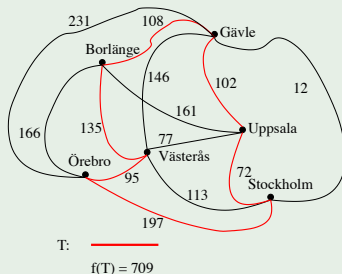 231
108
Gävle
Borlänge
146
102
12
161
166
135
77
Uppsala
Västerås
Örebro
95
72
Stockholm
113
197
T:
f(T) = 709